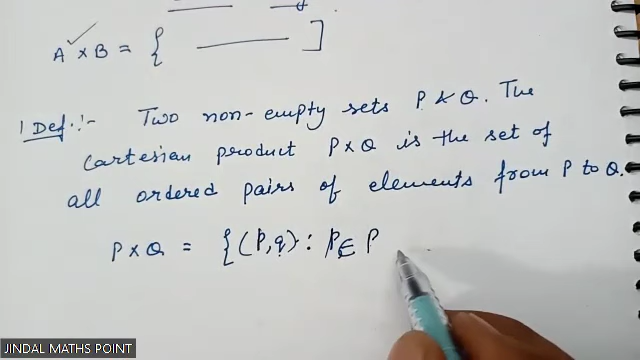 A × B = { ——— ]
Def:- Two non-empty sets P & Q. The
Cartesian product P×Q is the set of
all ordered pairs of elements from P to Q.
P×Q = {(P,q): P∈P
JINDAL MATHS POINT